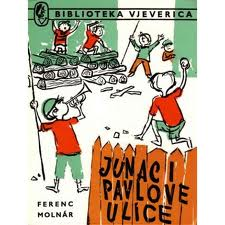 BIBLIOTEKA VJEVERICA
JUNACI
PAVLOVE
ULICE
FERENC
MOLNÁR